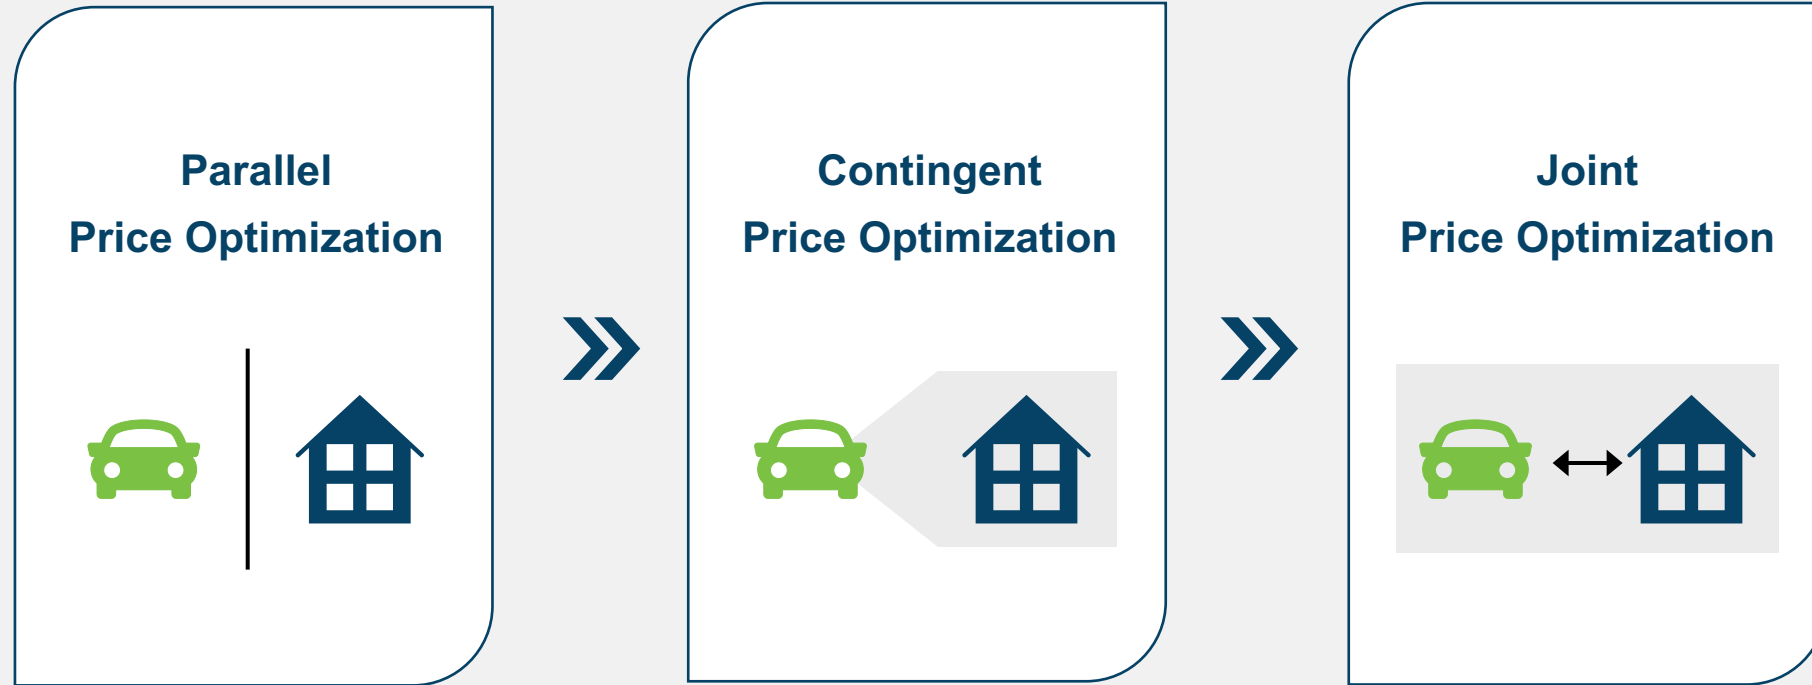 Parallel
Price Optimization
Contingent
Price Optimization
Joint
Price Optimization